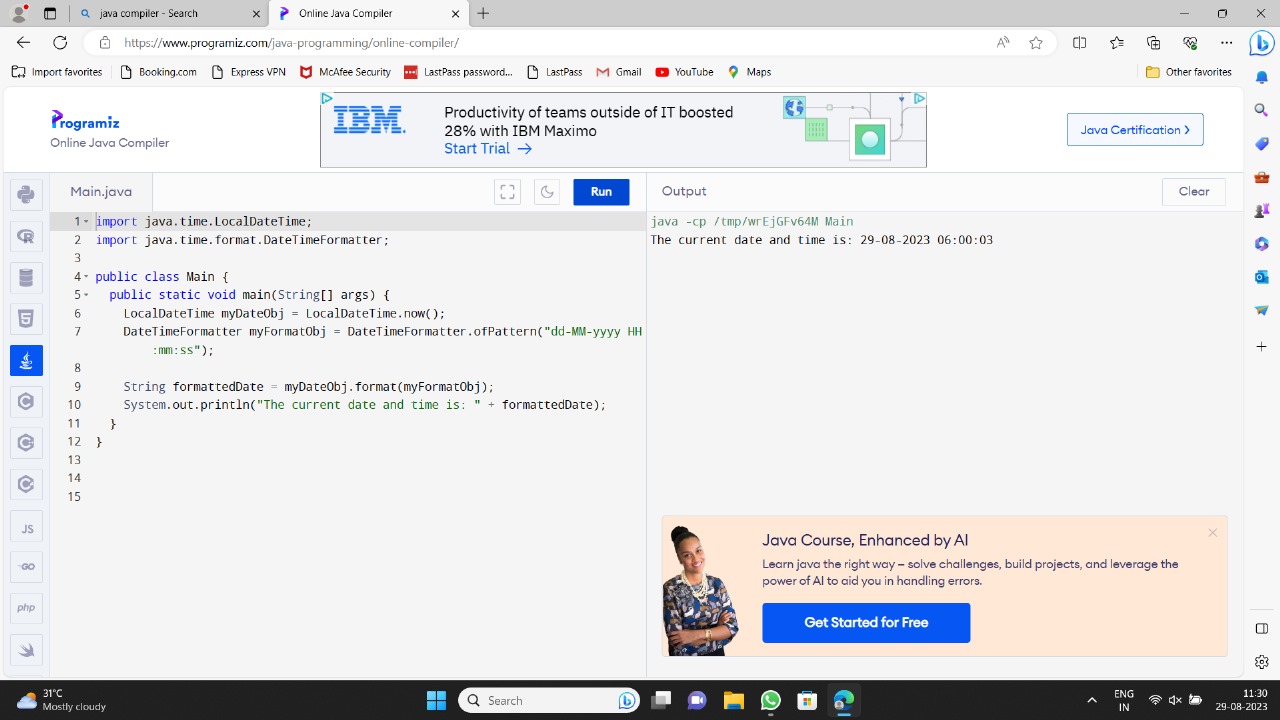 java compiler - Search
Online Java Compiler
https://www.programiz.com/java-programming/online-compiler/
Import favorites
Booking.com
Express VPN
McAfee Security
LastPass password...
LastPass
Gmail
YouTube
Maps
Other favorites
Programiz
Online Java Compiler
IBM.
Productivity of teams outside of IT boosted
28% with IBM Maximo
Start Trial →
Java Certification
Main.java
Run
Output
Clear
1 import java.time.LocalDateTime;
2 import java.time.format.DateTimeFormatter;
3
4 public class Main {
5 public static void main(String[] args) {
6 LocalDateTime myDateObj = LocalDateTime.now();
7 DateTimeFormatter myFormatObj = DateTimeFormatter.ofPattern("dd-MM-yyyy HH
:mm:ss");
8
9 String formattedDate = myDateObj.format(myFormatObj);
10 System.out.println("The current date and time is: " + formattedDate);
11 }
12 }
13
14
15
java -cp /tmp/wrEjGFv64M Main
The current date and time is: 29-08-2023 06:00:03
JS
GO
php
Java Course, Enhanced by AI
Learn java the right way – solve challenges, build projects, and leverage the
power of AI to aid you in handling errors.
Get Started for Free
31°C
Mostly cloudy
Search
ENG
IN
11:30
29-08-2023